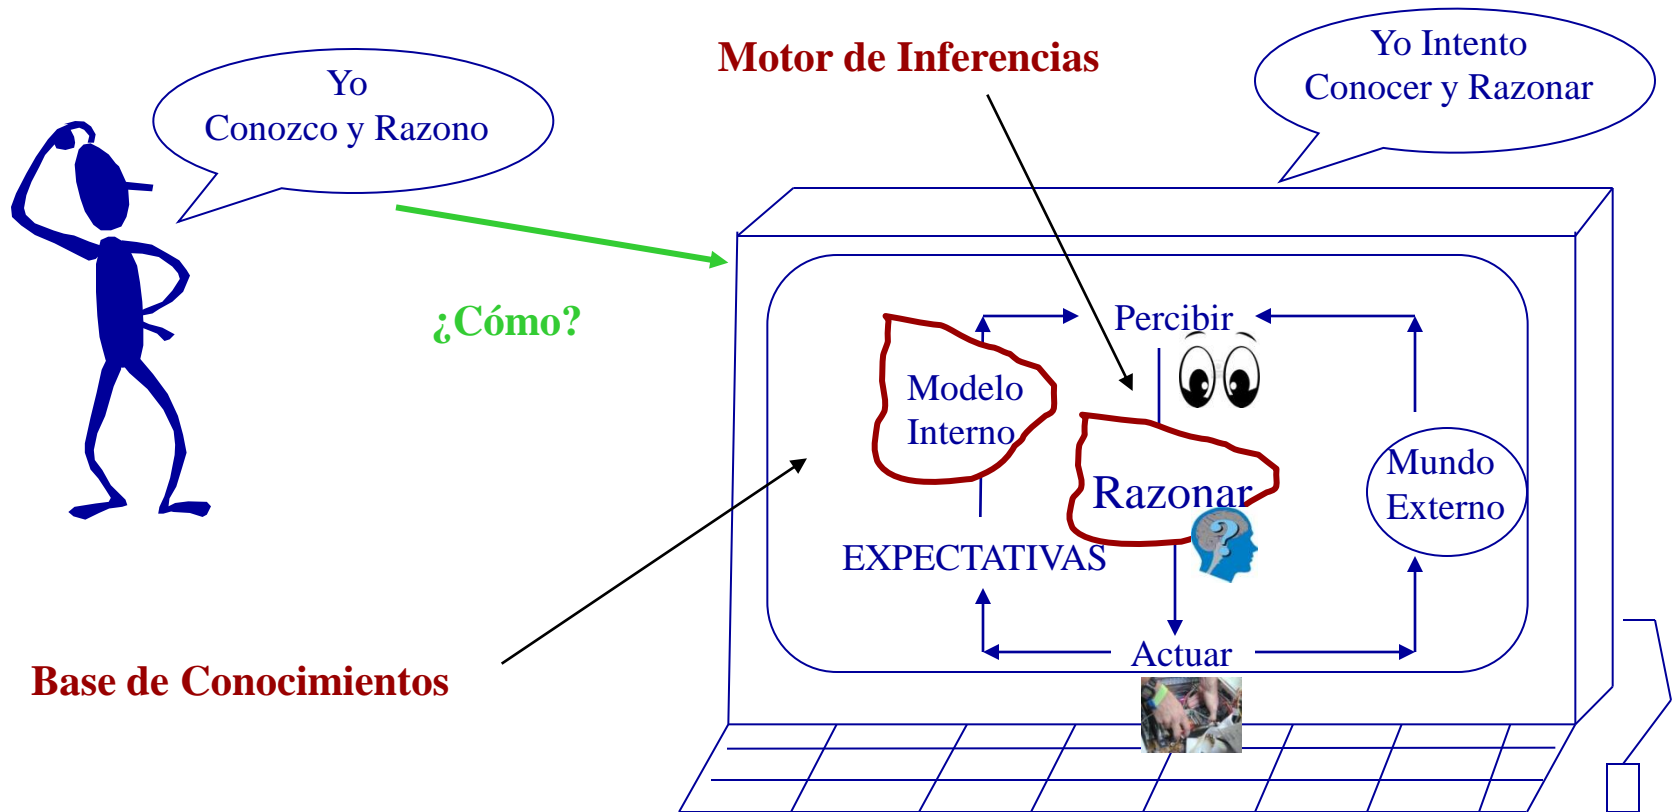 Motor de Inferencias
Yo Intento
Conocer y Razonar
Yo
Conozco y Razono
¿Cómo?
Percibir
Modelo
Interno
Razonar
Mundo
Externo
EXPECTATIVAS
Actuar
Base de Conocimientos